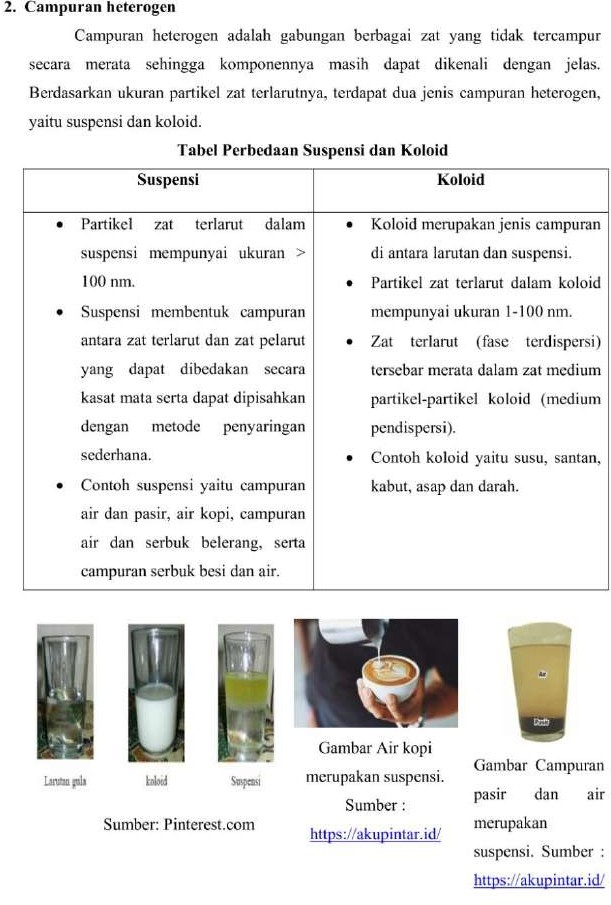 2. Campuran heterogen
Campuran heterogen adalah gabungan berbagai zat yang tidak tercampur
secara merata sehingga komponennya masih dapat dikenali dengan jelas.
Berdasarkan ukuran partikel zat terlarutnya, terdapat dua jenis campuran heterogen,
yaitu suspensi dan koloid.
Tabel Perbedaan Suspensi dan Koloid
Suspensi
• Partikel zat terlarut dalam
suspensi mempunyai ukuran >
100 nm.
• Suspensi membentuk campuran
antara zat terlarut dan zat pelarut
yang dapat dibedakan secara
kasat mata serta dapat dipisahkan
dengan metode penyaringan
sederhana.
• Contoh suspensi yaitu campuran
air dan pasir, air kopi, campuran
air dan serbuk belerang, serta
campuran serbuk besi dan air.
Koloid
• Koloid merupakan jenis campuran
di antara larutan dan suspensi.
• Partikel zat terlarut dalam koloid
mempunyai ukuran 1-100 nm.
• Zat terlarut (fase terdispersi)
tersebar merata dalam zat medium
partikel-partikel koloid (medium
pendispersi).
• Contoh koloid yaitu susu, santan,
kabut, asap dan darah.
Larutan gula
koloid
Suspensi
Sumber: Pinterest.com
Gambar Air kopi
merupakan suspensi.
Sumber :
https://akupintar.id/
Air
Pasir
Gambar Campuran
pasir dan air
merupakan
suspensi. Sumber :
https://akupintar.id/